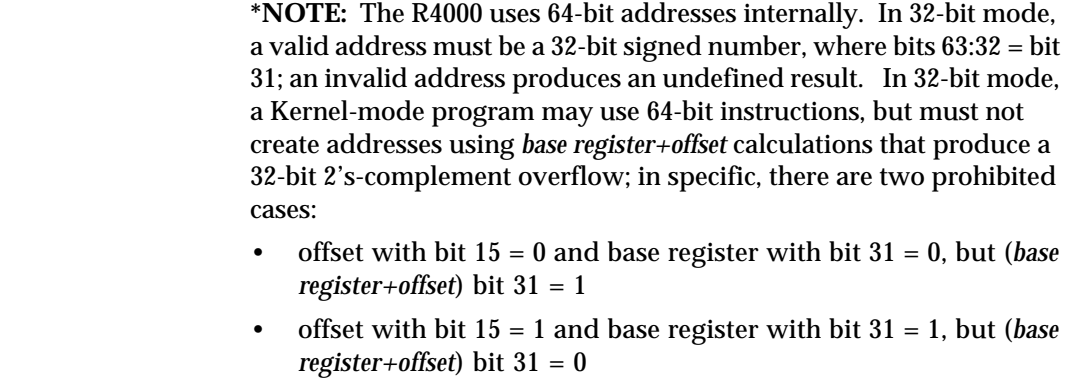 *NOTE: The R4000 uses 64-bit addresses internally. In 32-bit mode,
a valid address must be a 32-bit signed number, where bits 63:32 = bit
31; an invalid address produces an undefined result. In 32-bit mode,
a Kernel-mode program may use 64-bit instructions, but must not
create addresses using base register+offset calculations that produce a
32-bit 2's-complement overflow; in specific, there are two prohibited
cases:
• offset with bit 15 = 0 and base register with bit 31 = 0, but (base
register+offset) bit 31 = 1
• offset with bit 15 = 1 and base register with bit 31 = 1, but (base
register+offset) bit 31 = 0